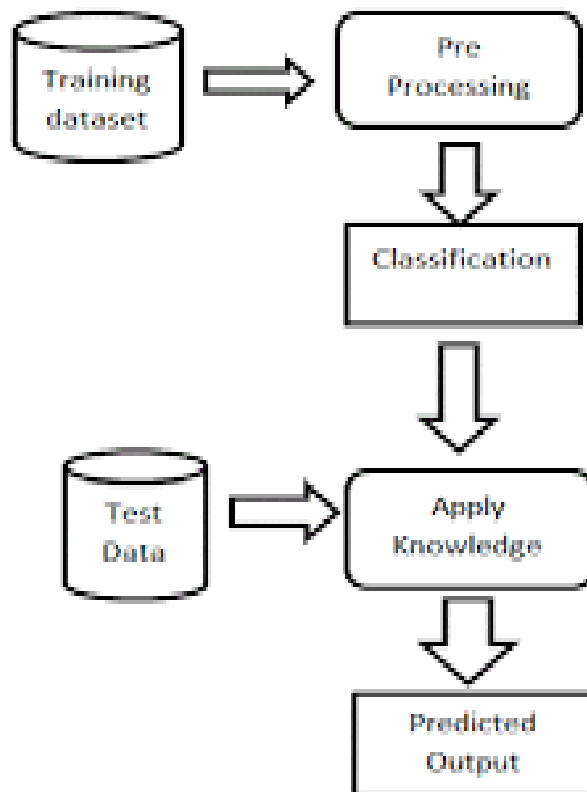 Training
dataset
Pre
Processing
Classification
Test
Data
Apply
Knowledge
Predicted
Output